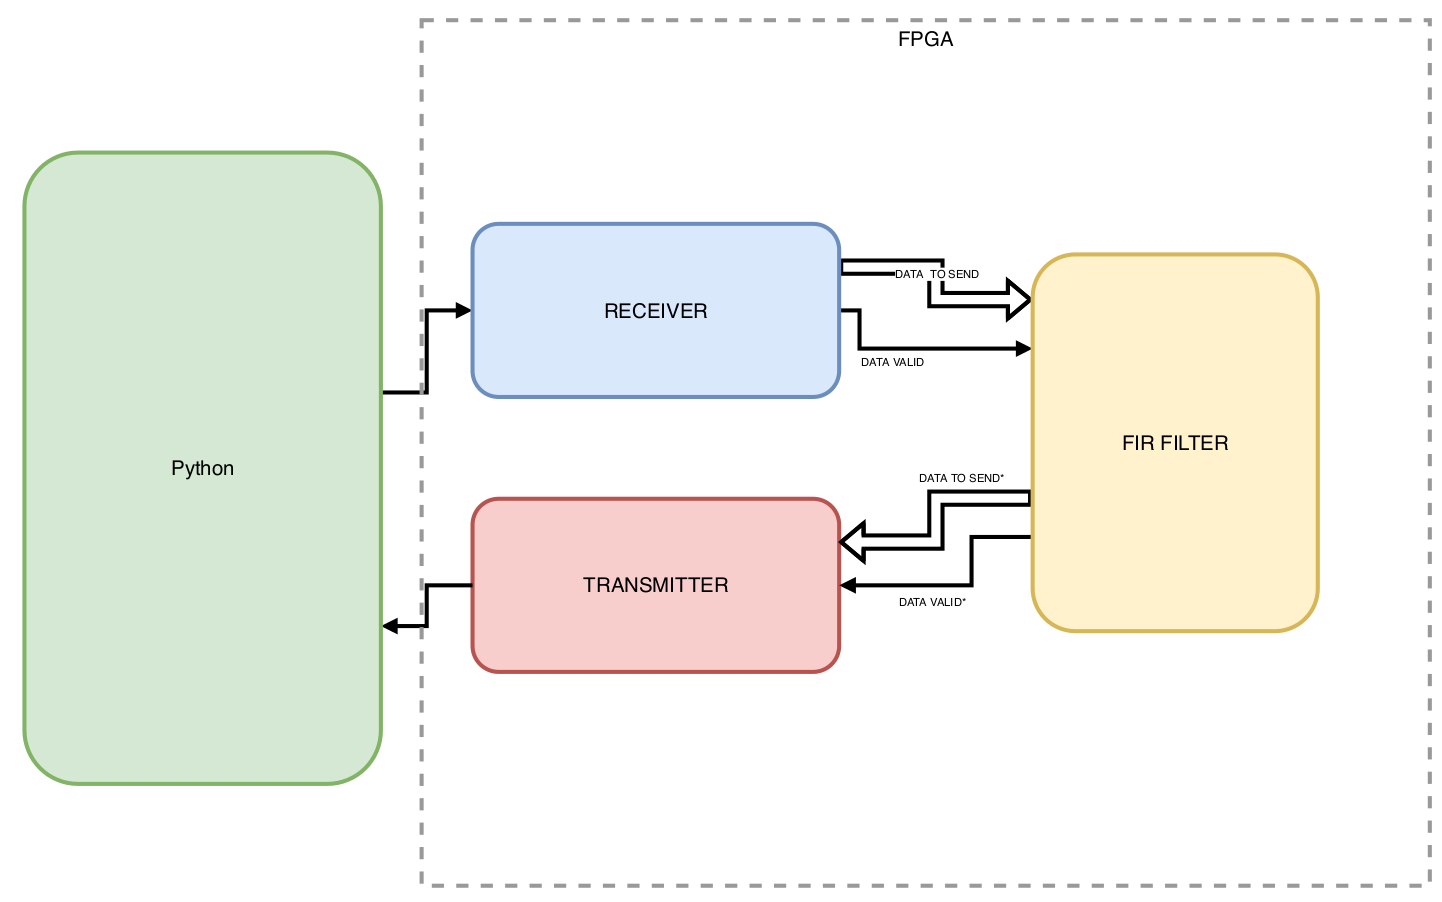 FPGA
RECEIVER
DATA TO SEND
DATA VALID
FIR FILTER
Python
DATA TO SEND*
TRANSMITTER
DATA VALID*